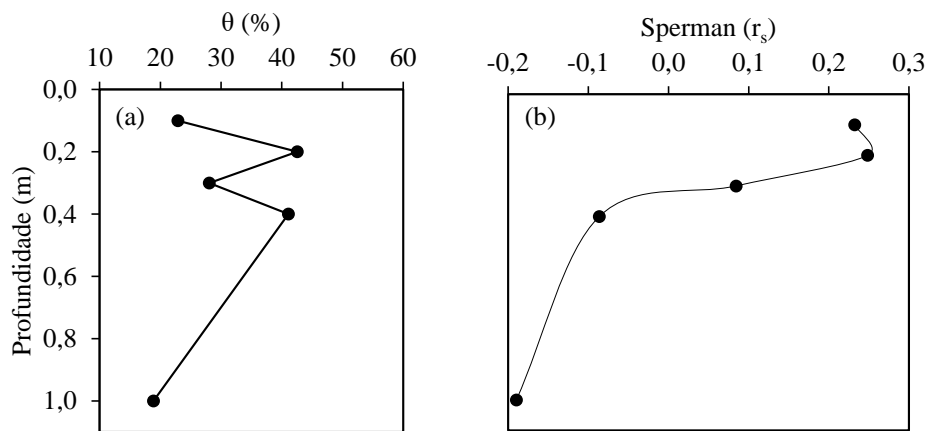 θ (%)
10 20 30 40 50 60
0,0
0,2
0,4
0,6
0,8
1,0
Profundidade (m)
(a)
Sperman (rs)
-0,2 -0,1 0,0 0,1 0,2 0,3
(b)